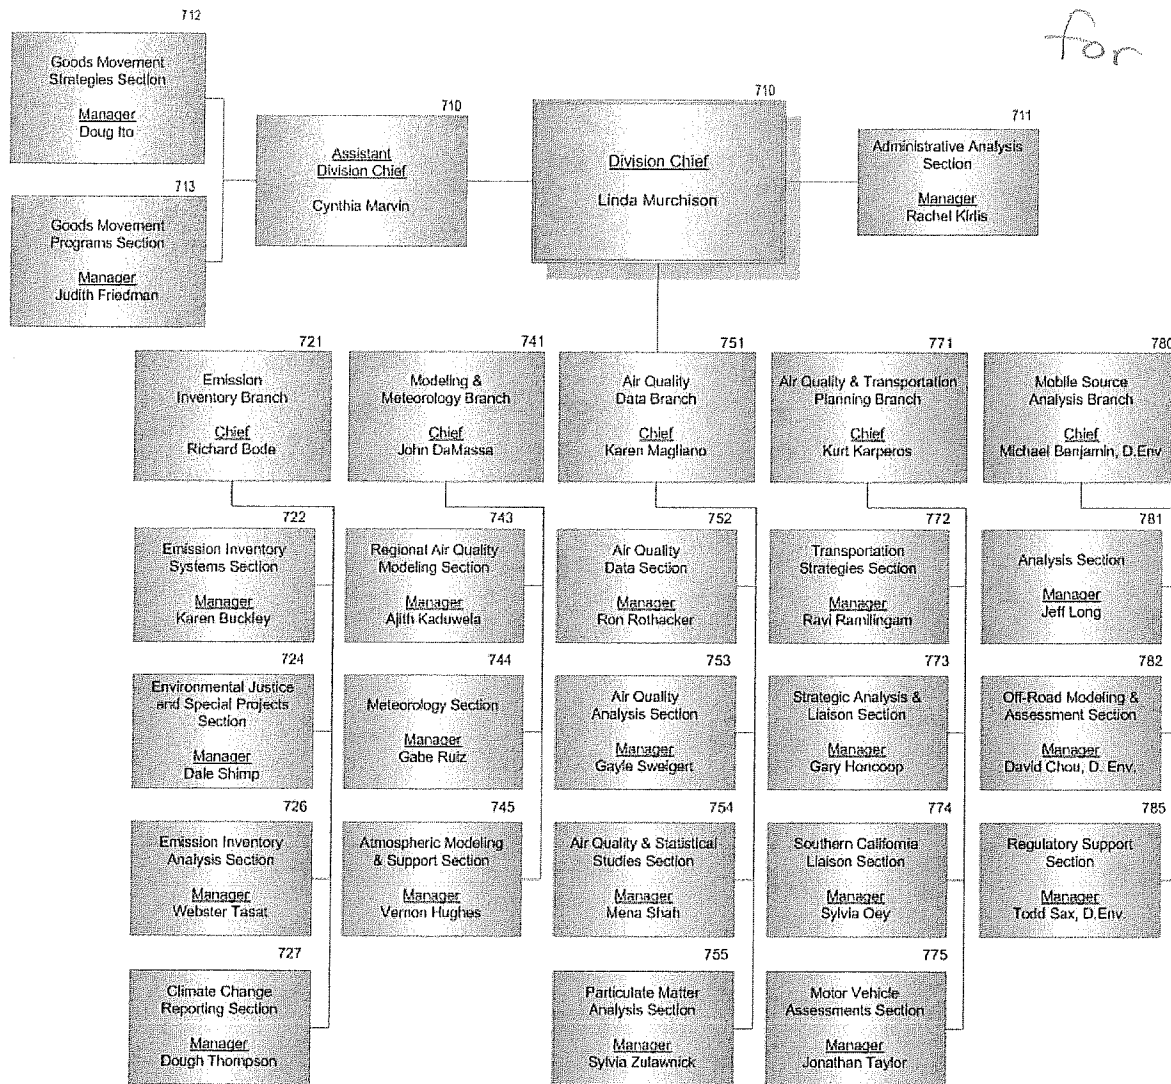 for
712
Goods Movement
Strategies Section
Manager
Doug Ito
713
Goods Movement
Programs Section
Manager
Judith Friedman
710
Assistant
Division Chief
Cynthia Marvin
710
Division Chief
Linda Murchison
711
Administrative Analysis
Section
Manager
Rachel Kirlis
721
Emission
Inventory Branch
Chief
Richard Bode
741
Modeling &
Meteorology Branch
Chief
John DaMassa
751
Air Quality
Data Branch
Chief
Karen Magliano
771
Air Quality & Transportation
Planning Branch
Chief
Kurt Karperos
780
Mobile Source
Analysis Branch
Chief
Michael Benjamin, D.Env
722
Emission Inventory
Systems Section
Manager
Karen Buckley
743
Regional Air Quality
Modeling Section
Manager
Ajith Kaduwela
752
Air Quality
Data Section
Manager
Ron Rothacker
772
Transportation
Strategies Section
Manager
Ravi Ramilingam
781
Analysis Section
Manager
Jeff Long
724
Environmental Justice
and Special Projects
Section
Manager
Dale Shimp
744
Meteorology Section
Manager
Gabe Ruiz
753
Air Quality
Analysis Section
Manager
Gayle Sweigert
773
Strategic Analysis &
Liaison Section
Manager
Gary Honcoop
782
Off-Road Modeling &
Assessment Section
Manager
David Chou, D. Env.
726
Emission Inventory
Analysis Section
Manager
Webster Tasat
745
Atmospheric Modeling
& Support Section
Manager
Vernon Hughes
754
Air Quality & Statistical
Studies Section
Manager
Mena Shah
774
Southern California
Liaison Section
Manager
Sylvia Oey
785
Regulatory Support
Section
Manager
Todd Sax, D.Env.
727
Climate Change
Reporting Section
Manager
Dough Thompson
755
Particulate Matter
Analysis Section
Manager
Sylvia Zulawnick
775
Motor Vehicle
Assessments Section
Manager
Jonathan Taylor